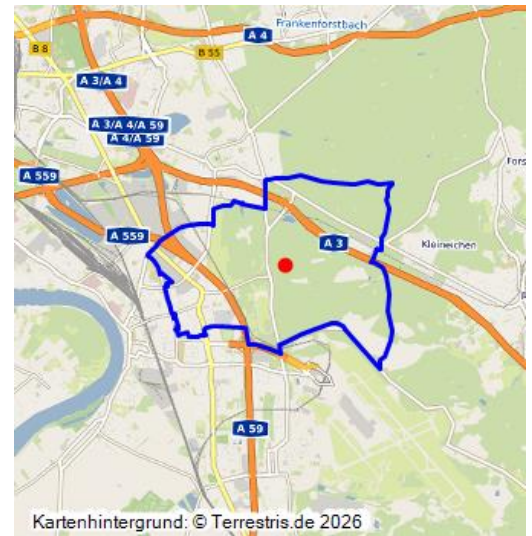 Frankenforstbach
A 4
B 8
B 55
A 3/A 4
A 3/A 4/A 59
A 4/A 59
Fors
A 559
A 559
A 3
Kleineichen
A 59
Kartenhintergrund: © Terrestris.de 2026